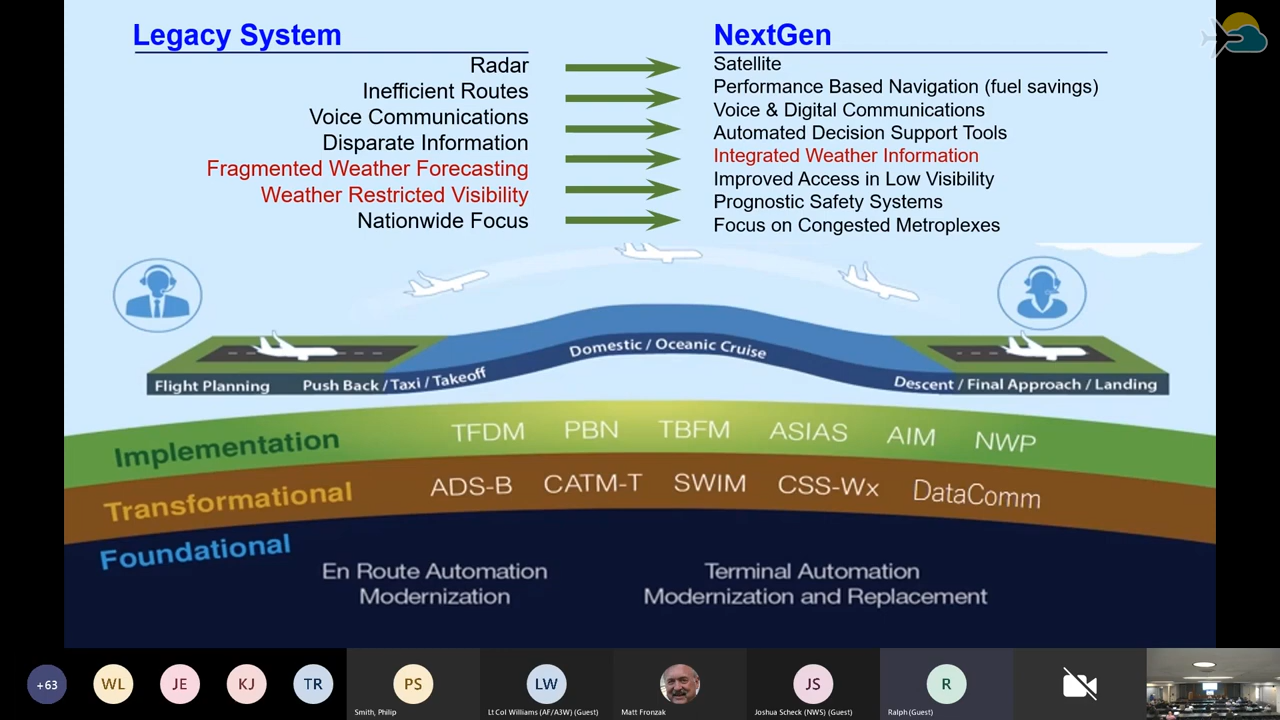 Legacy System
Radar
Inefficient Routes
Voice Communications
Disparate Information
Fragmented Weather Forecasting
Weather Restricted Visibility
Nationwide Focus
NextGen
Satellite
Performance Based Navigation (fuel savings)
Voice & Digital Communications
Automated Decision Support Tools
Integrated Weather Information
Improved Access in Low Visibility
Prognostic Safety Systems
Focus on Congested Metroplexes
Flight Planning
Push Back / Taxi / Takeoff
Domestic / Oceanic Cruise
Descent / Final Approach / Landing
Implementation
TFDM PBN TBFM ASIAS AIM NWP
Transformational
ADS-B CATM-T SWIM CSS-Wx DataComm
Foundational
En Route Automation
Modernization
Terminal Automation
Modernization and Replacement
+63
WL
JE
KJ
TR
PS
Smith, Philip
LW
Lt Col Williams (AF/A3W) (Guest)
Matt Fronzak
JS
Joshua Scheck (NWS) (Guest)
R
Ralph (Guest)